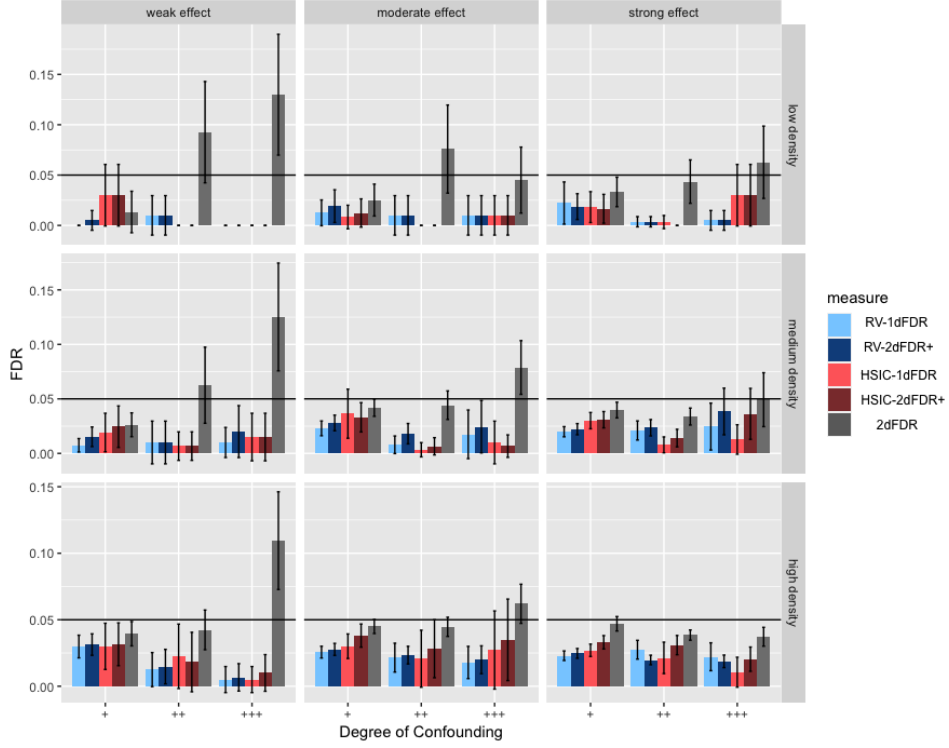 weak effect
moderate effect
strong effect
0.15
0.10
0.05
0.00
low density
0.15
0.10
0.05
0.00
medium density
0.15
0.10
0.05
0.00
high density
FDR
+ ++ +++
+ ++ +++
+ ++ +++
Degree of Confounding
measure
RV-1dFDR
RV-2dFDR+
HSIC-1dFDR
HSIC-2dFDR+
2dFDR